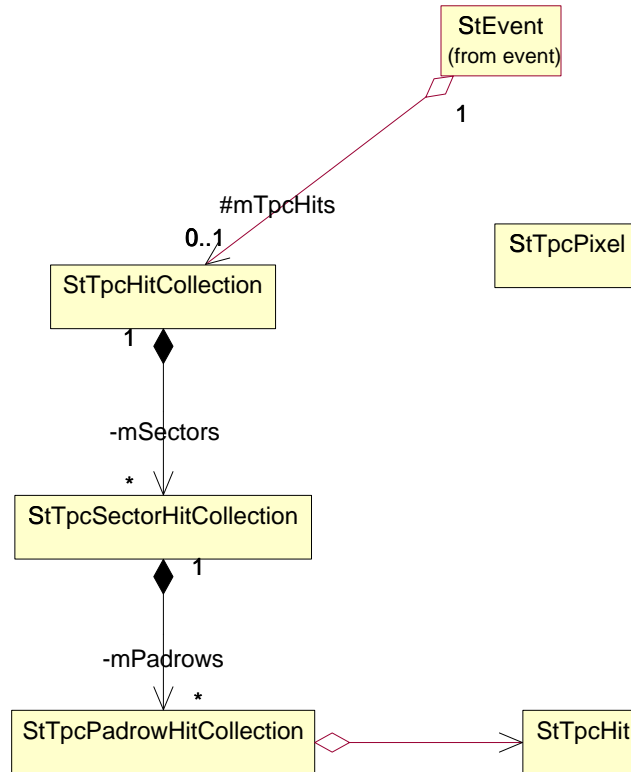 StEvent
(from event)
1
#mTpcHits
0..1
StTpcPixel
StTpcHitCollection
1
-mSectors
*
StTpcSectorHitCollection
1
-mPadrows
*
StTpcPadrowHitCollection
StTpcHit